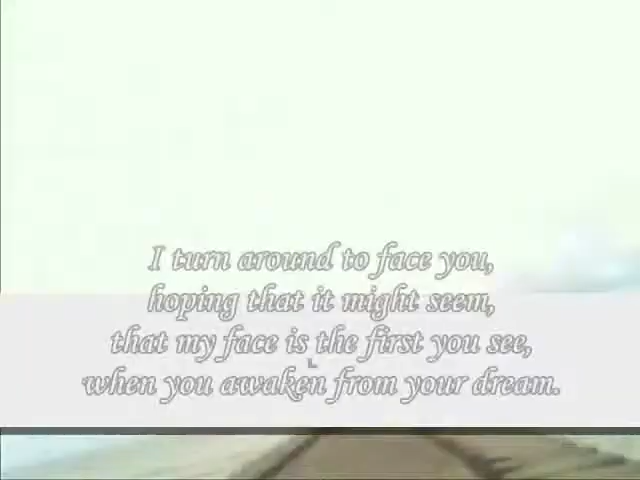 I turn around to face you,
hoping that it might seem,
that my face is the first you see,
when you awaken from your dream.